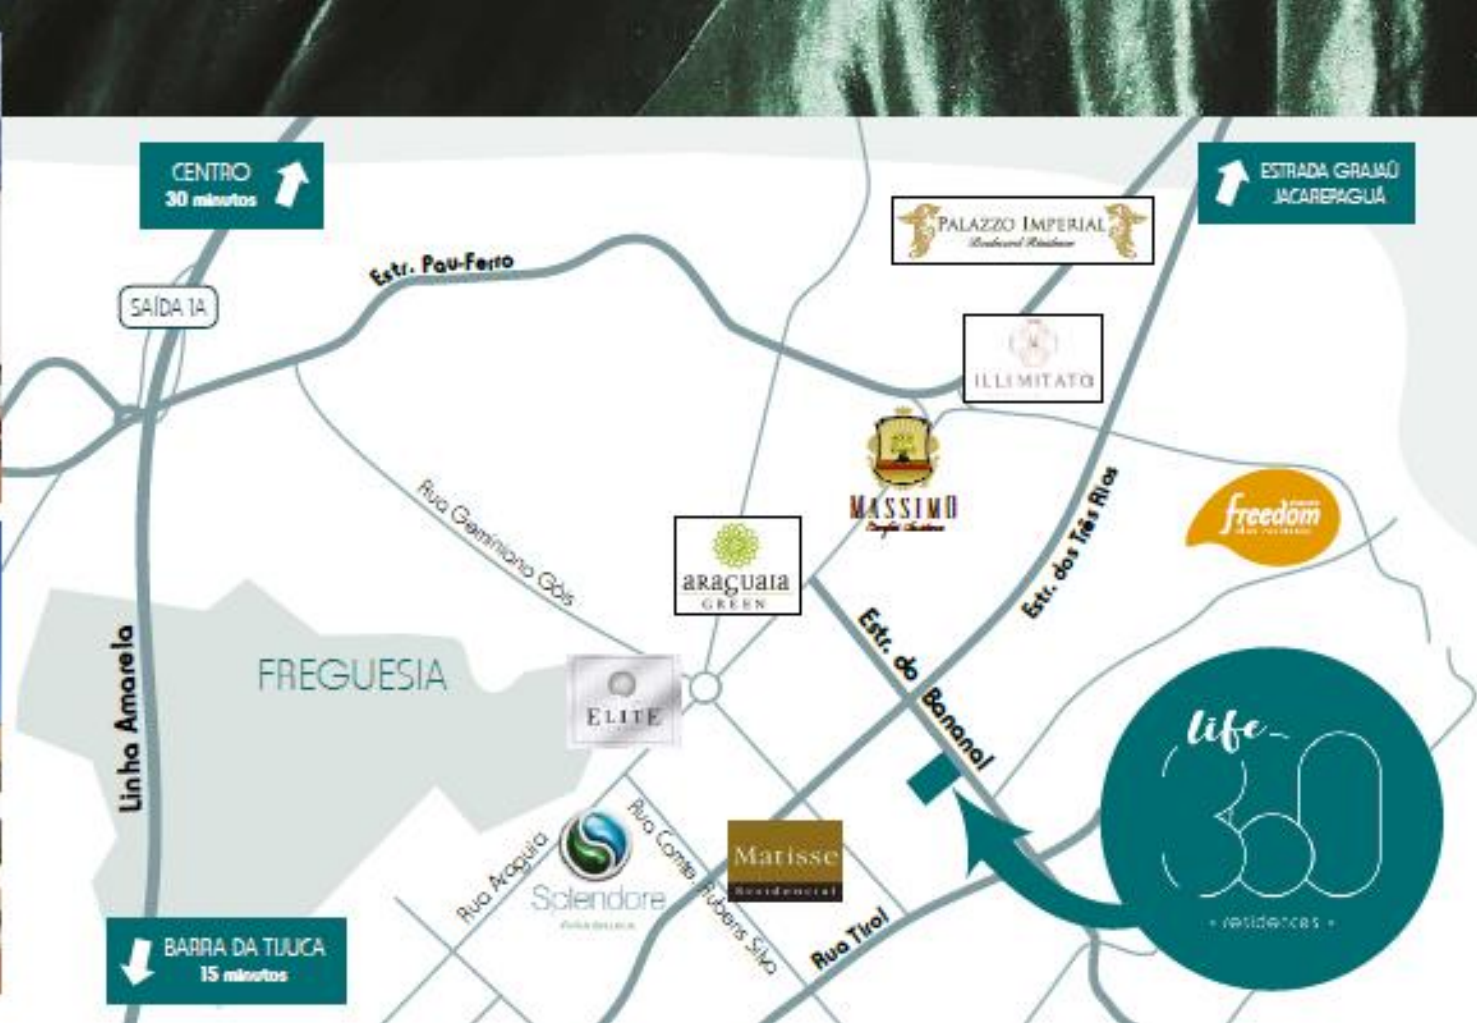 CENTRO
30 minutos
ESTRADA GRAJAÚ
JACAREPAGUÁ
PALAZZO IMPERIAL
Estr. Pau-Ferro
SAÍDA 1A
ILLIMITATO
MASSIMO
Rua Geminiano Góis
Estr. dos Três Rios
freedom
araguaia
GREEN
Estr. do Bananal
Linha Amarela
FREGUESIA
ELITE
life
360
• residences •
Rua Araguia
Rua Comte. Rubens Silva
Splendore
Matisse
Residencial
Rua Tirol
BARRA DA TIJUCA
15 minutos